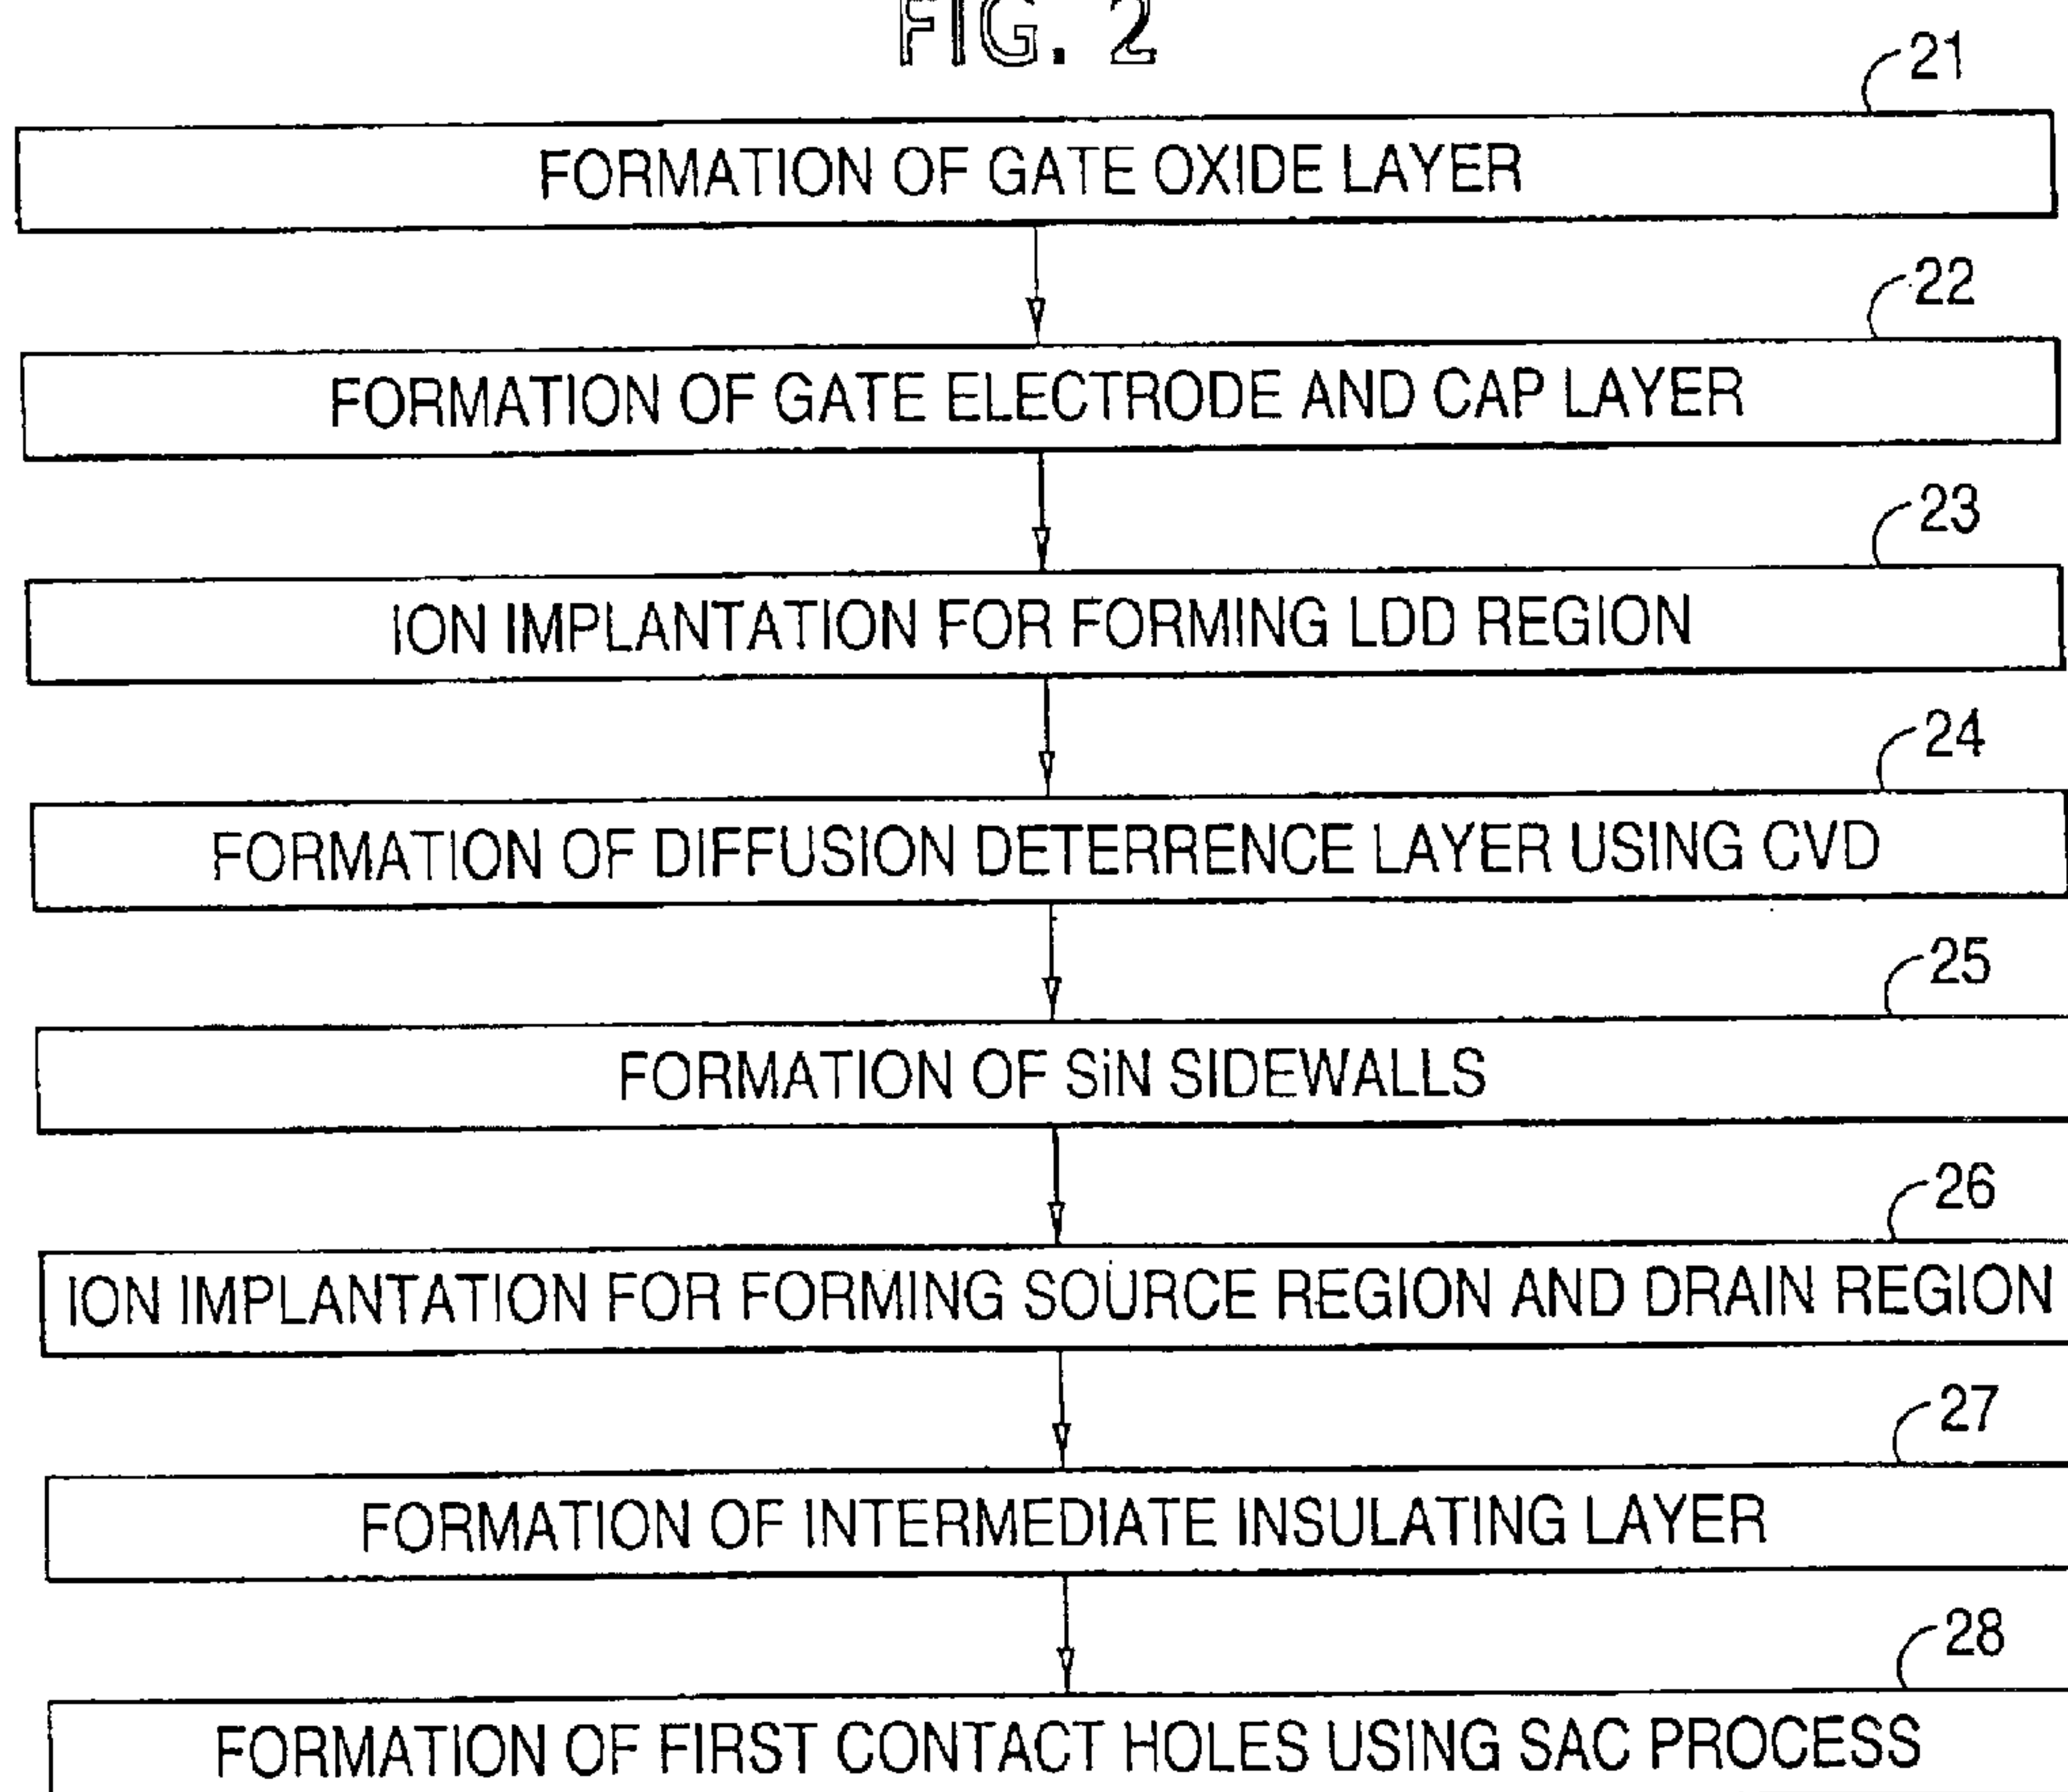 FIG. 2
21
FORMATION OF GATE OXIDE LAYER
22
FORMATION OF GATE ELECTRODE AND CAP LAYER
23
ION IMPLANTATION FOR FORMING LDD REGION
24
FORMATION OF DIFFUSION DETERRENCE LAYER USING CVD
25
FORMATION OF SiN SIDEWALLS
26
ION IMPLANTATION FOR FORMING SOURCE REGION AND DRAIN REGION
27
FORMATION OF INTERMEDIATE INSULATING LAYER
28
FORMATION OF FIRST CONTACT HOLES USING SAC PROCESS